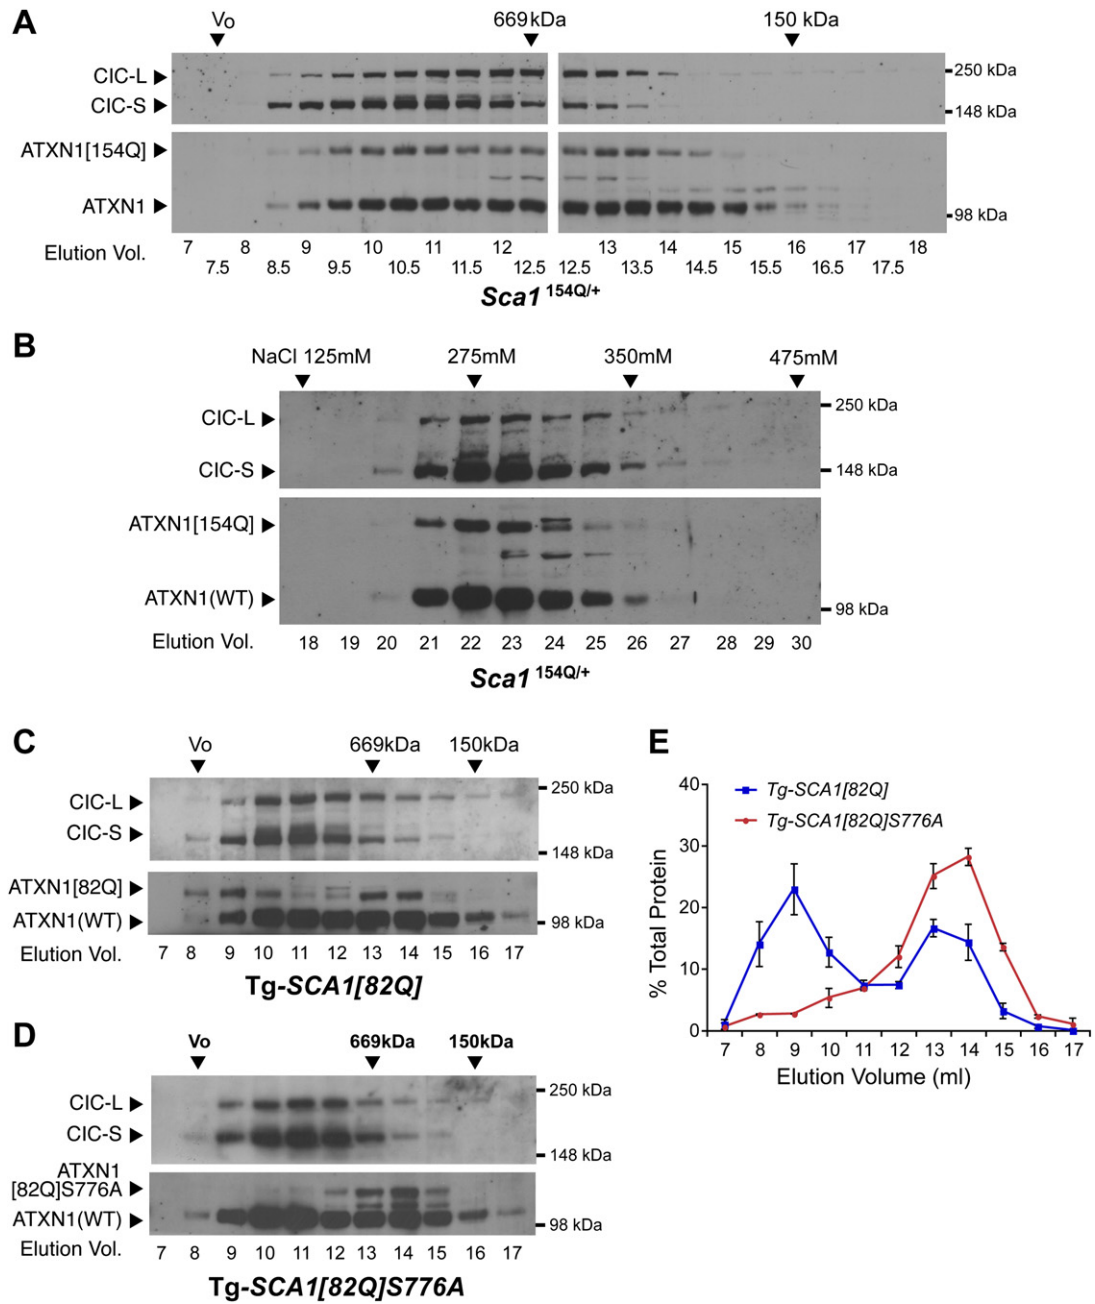 A
Vo 669kDa 150 kDa
CIC-L
250 kDa
CIC-S
148 kDa
ATXN1[154Q]
ATXN1
98 kDa
Elution Vol.
7 8 9 10 11 12 13 14 15 16 17 18
7.5 8.5 9.5 10.5 11.5 12.5 12.5 13.5 14.5 15.5 16.5 17.5
Sca1 154Q/+
B
NaCl 125mM 275mM 350mM 475mM
CIC-L
250 kDa
CIC-S
148 kDa
ATXN1[154Q]
ATXN1(WT)
98 kDa
Elution Vol. 18 19 20 21 22 23 24 25 26 27 28 29 30
Sca1 154Q/+
C
Vo 669kDa 150kDa
CIC-L
250 kDa
CIC-S
148 kDa
ATXN1[82Q]
ATXN1(WT)
98 kDa
Elution Vol. 7 8 9 10 11 12 13 14 15 16 17
Tg-SCA1[82Q]
D
Vo 669kDa 150kDa
CIC-L
250 kDa
CIC-S
148 kDa
ATXN1
[82Q]S776A
ATXN1(WT)
98 kDa
Elution Vol. 7 8 9 10 11 12 13 14 15 16 17
Tg-SCA1[82Q]S776A
E
Tg-SCA1[82Q]
Tg-SCA1[82Q]S776A
% Total Protein
40
30
20
10
0
7 8 9 10 11 12 13 14 15 16 17
Elution Volume (ml)